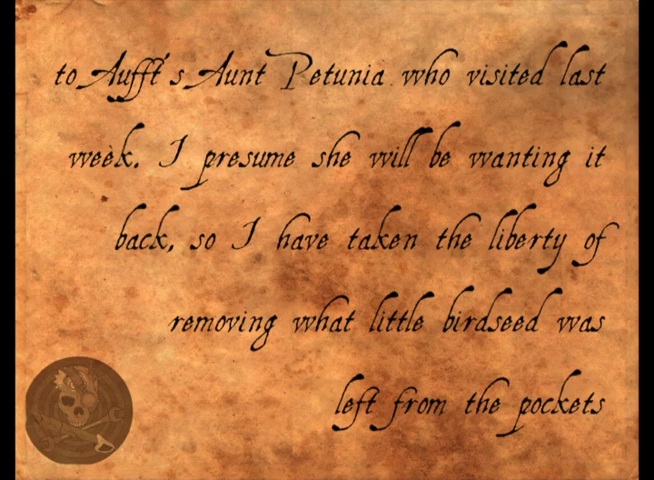 to Aufft's Aunt Petunia who visited last
week. I presume she will be wanting it
back, so I have taken the liberty of
removing what little birdseed was
left from the pockets